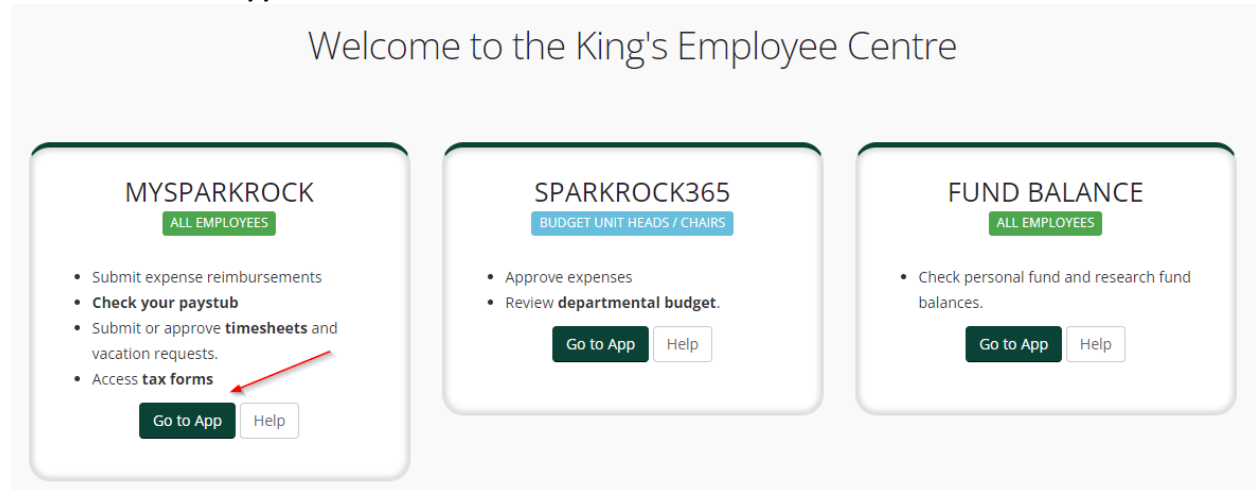 Welcome to the King's Employee Centre
MYSPARKROCK
ALL EMPLOYEES
• Submit expense reimbursements
• Check your paystub
• Submit or approve timesheets and
vacation requests.
• Access tax forms
Go to App Help
SPARKROCK365
BUDGET UNIT HEADS / CHAIRS
• Approve expenses
• Review departmental budget.
Go to App Help
FUND BALANCE
ALL EMPLOYEES
• Check personal fund and research fund
balances.
Go to App Help